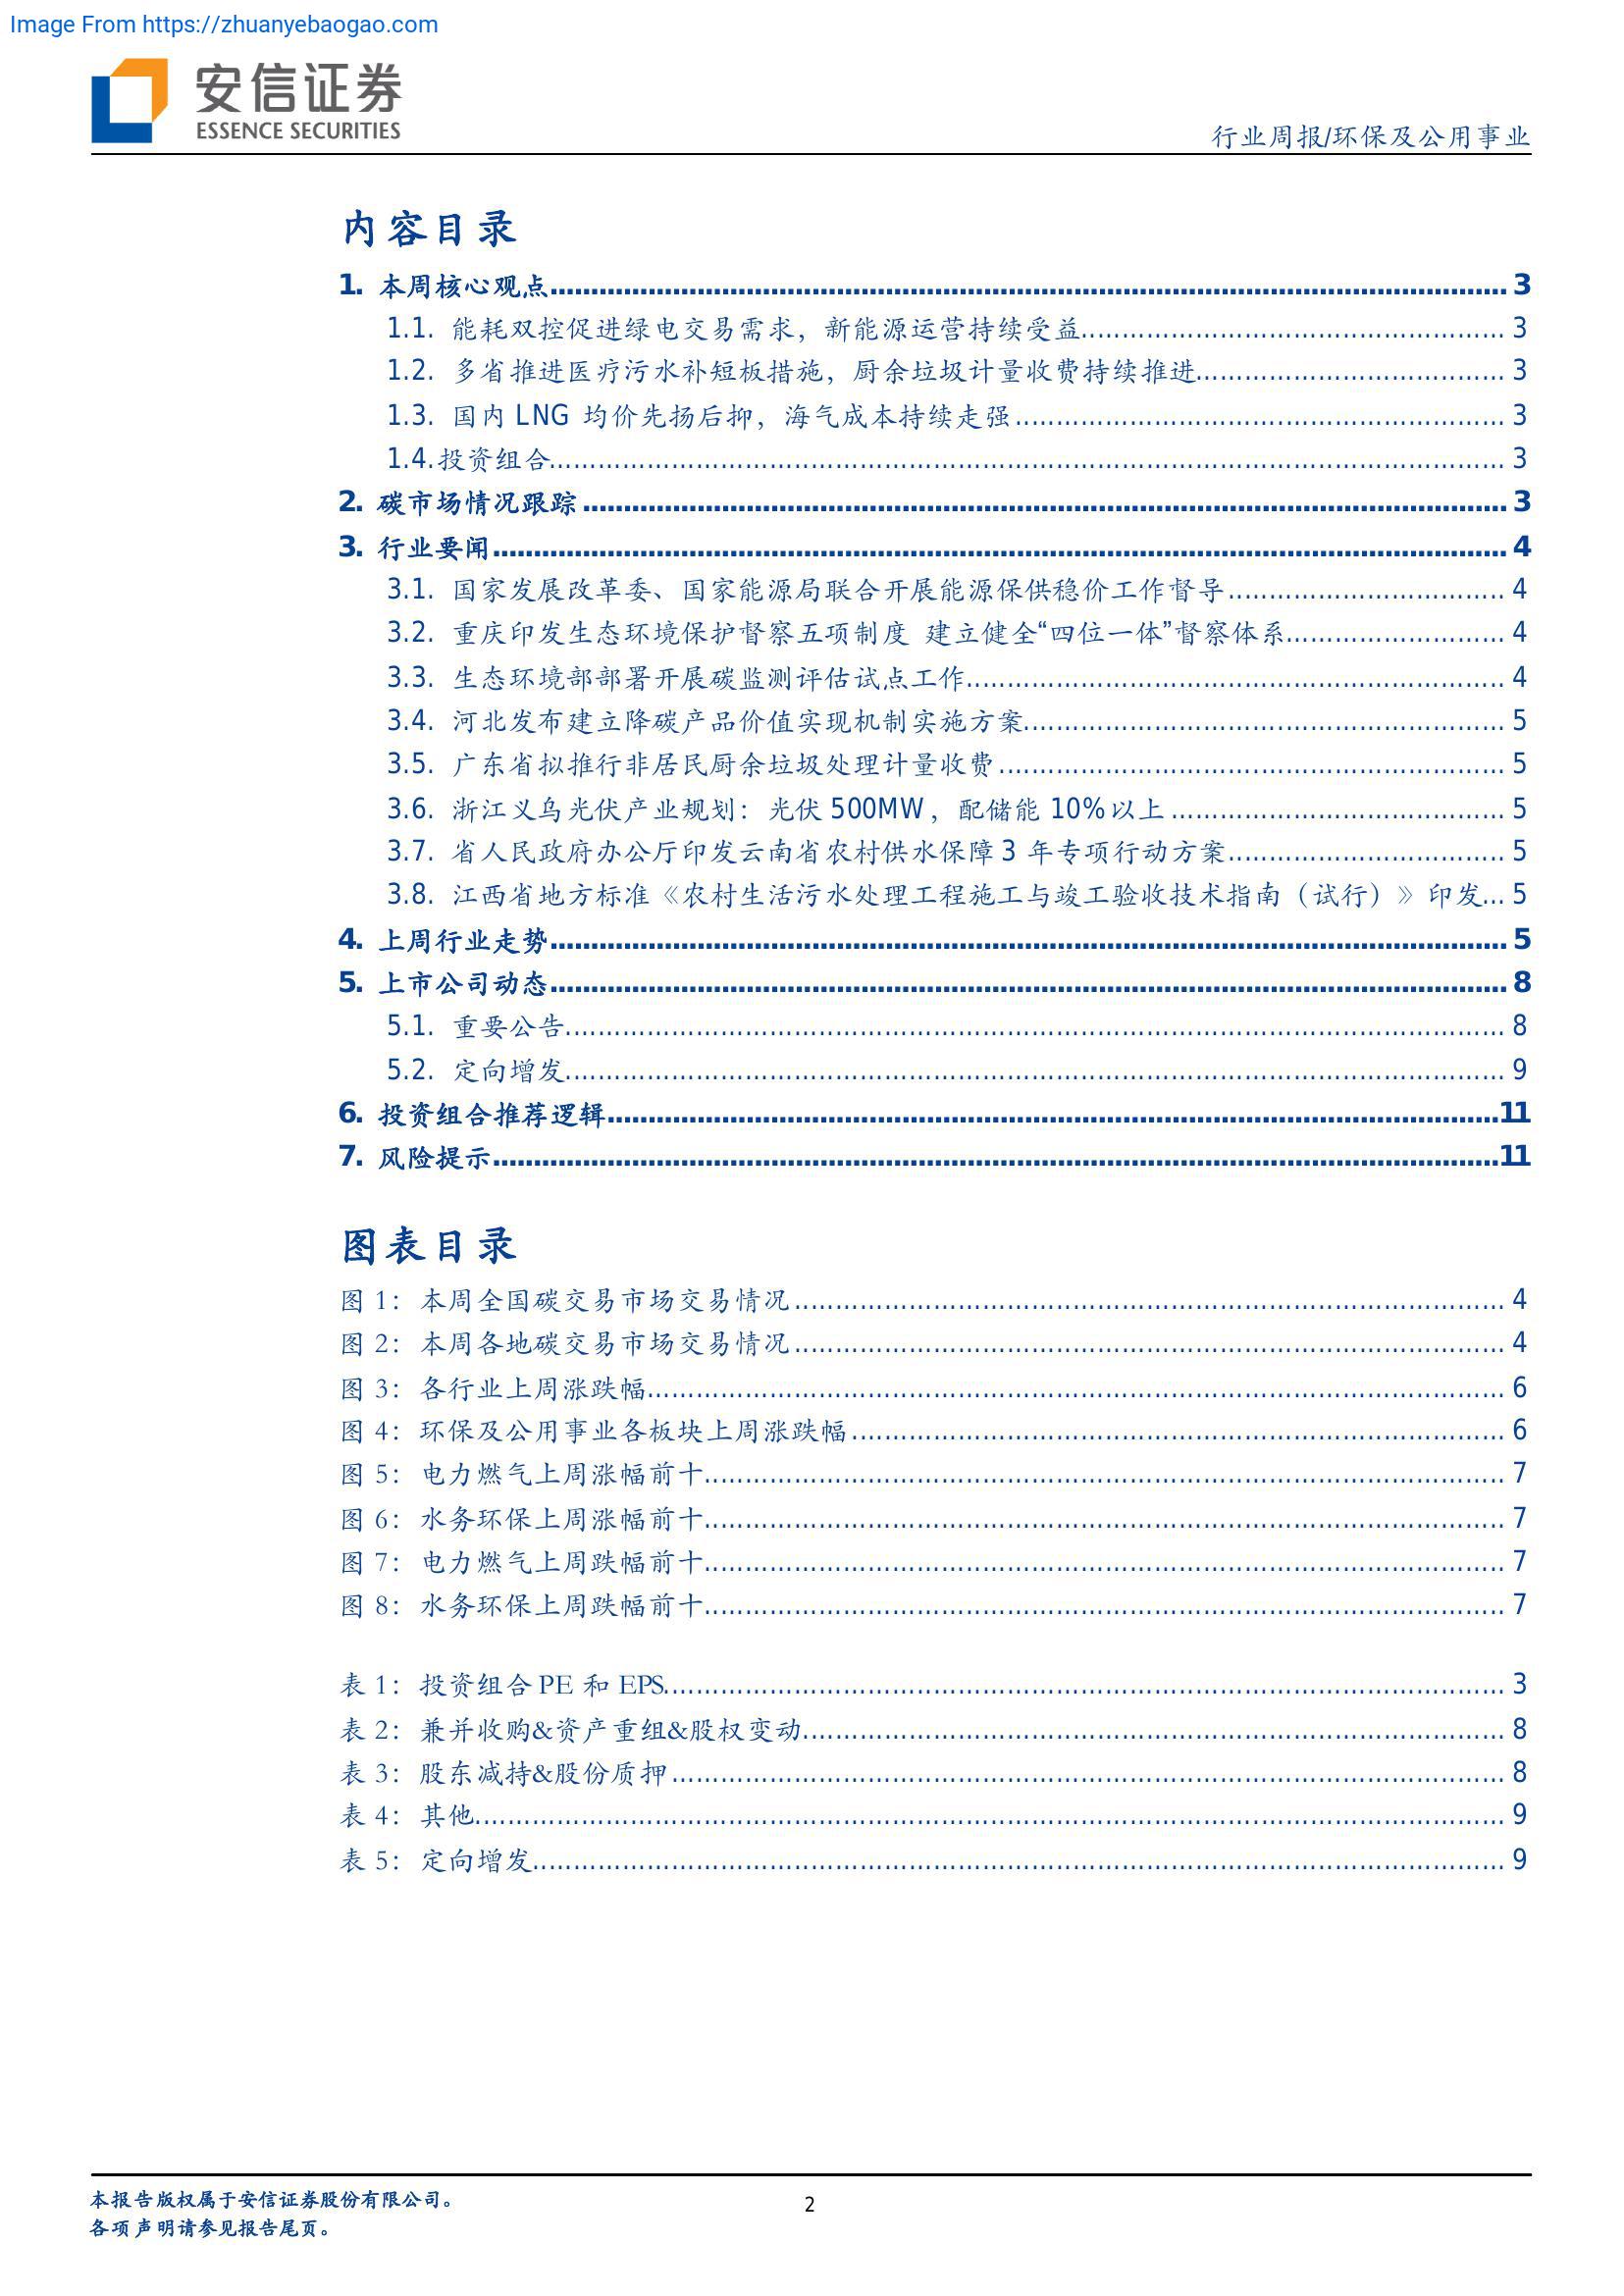 Image From https://zhuanyebaogao.com
安信证券
ESSENCE SECURITIES
行业周报/环保及公用事业
内容目录
1. 本周核心观点 3
1.1. 能耗双控促进绿电交易需求，新能源运营持续受益 3
1.2. 多省推进医疗污水补短板措施，厨余垃圾计量收费持续推进 3
1.3. 国内 LNG 均价先扬后抑，海气成本持续走强 3
1.4.投资组合 3
2. 碳市场情况跟踪 3
3. 行业要闻 4
3.1. 国家发展改革委、国家能源局联合开展能源保供稳价工作督导 4
3.2. 重庆印发生态环境保护督察五项制度 建立健全“四位一体”督察体系 4
3.3. 生态环境部部署开展碳监测评估试点工作 4
3.4. 河北发布建立降碳产品价值实现机制实施方案 5
3.5. 广东省拟推行非居民厨余垃圾处理计量收费 5
3.6. 浙江义乌光伏产业规划：光伏 500MW，配储能 10%以上 5
3.7. 省人民政府办公厅印发云南省农村供水保障 3 年专项行动方案 5
3.8. 江西省地方标准《农村生活污水处理工程施工与竣工验收技术指南（试行）》印发 5
4. 上周行业走势 5
5. 上市公司动态 8
5.1. 重要公告 8
5.2. 定向增发 9
6. 投资组合推荐逻辑 11
7. 风险提示 11
图表目录
图 1：本周全国碳交易市场交易情况 4
图 2：本周各地碳交易市场交易情况 4
图 3：各行业上周涨跌幅 6
图 4：环保及公用事业各板块上周涨跌幅 6
图 5：电力燃气上周涨幅前十 7
图 6：水务环保上周涨幅前十 7
图 7：电力燃气上周跌幅前十 7
图 8：水务环保上周跌幅前十 7
表 1：投资组合 PE 和 EPS 3
表 2：兼并收购&资产重组&股权变动 8
表 3：股东减持&股份质押 8
表 4：其他 9
表 5：定向增发 9
本报告版权属于安信证券股份有限公司。
各项声明请参见报告尾页。
2